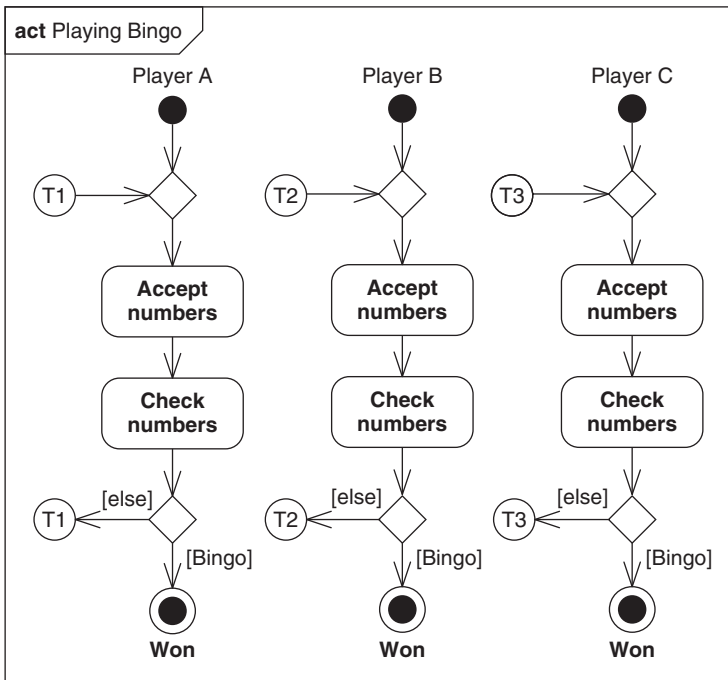 act Playing Bingo
Player A
Player B
Player C
T1
T2
T3
Accept
numbers
Accept
numbers
Accept
numbers
Check
numbers
Check
numbers
Check
numbers
T1
[else]
T2
[else]
T3
[else]
[Bingo]
[Bingo]
[Bingo]
Won
Won
Won